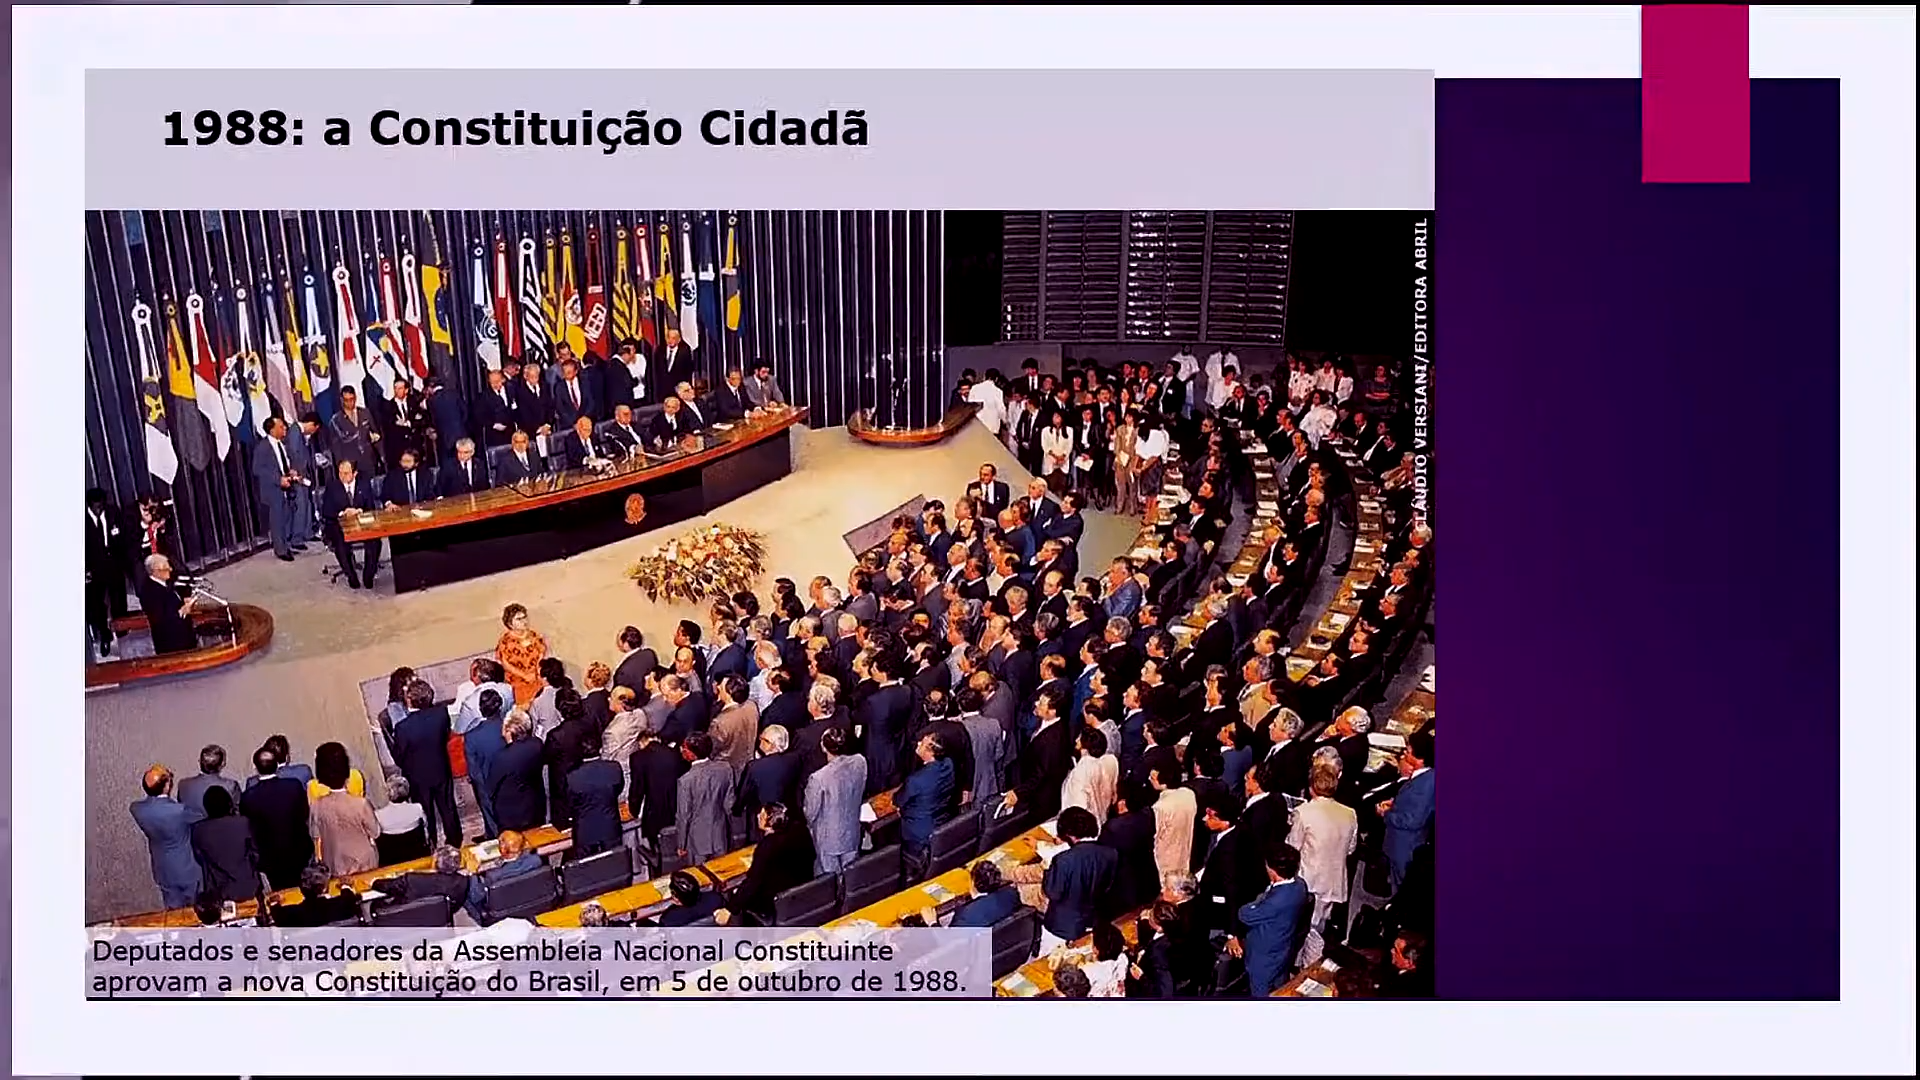 1988: a Constituição Cidadã
CLÁUDIO VERSIANI/EDITORA ABRIL
Deputados e senadores da Assembleia Nacional Constituinte
aprovam a nova Constituição do Brasil, em 5 de outubro de 1988.